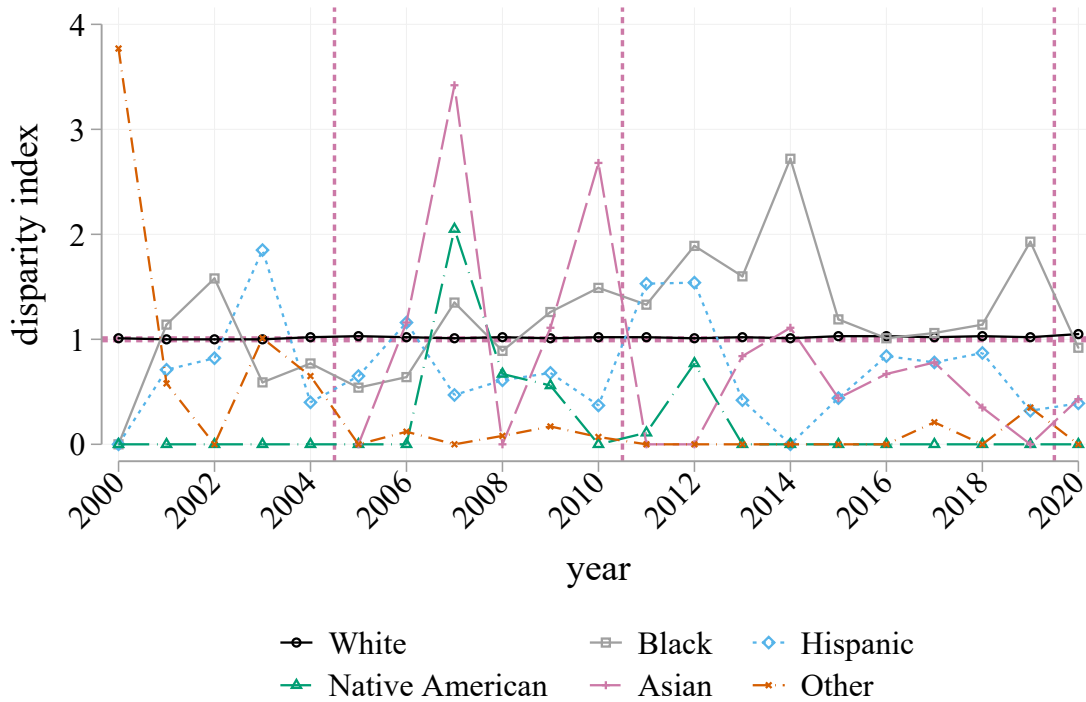 4
3
2
1
0
disparity index
2000 2002 2004 2006 2008 2010 2012 2014 2016 2018 2020
year
White Black Hispanic
Native American Asian Other